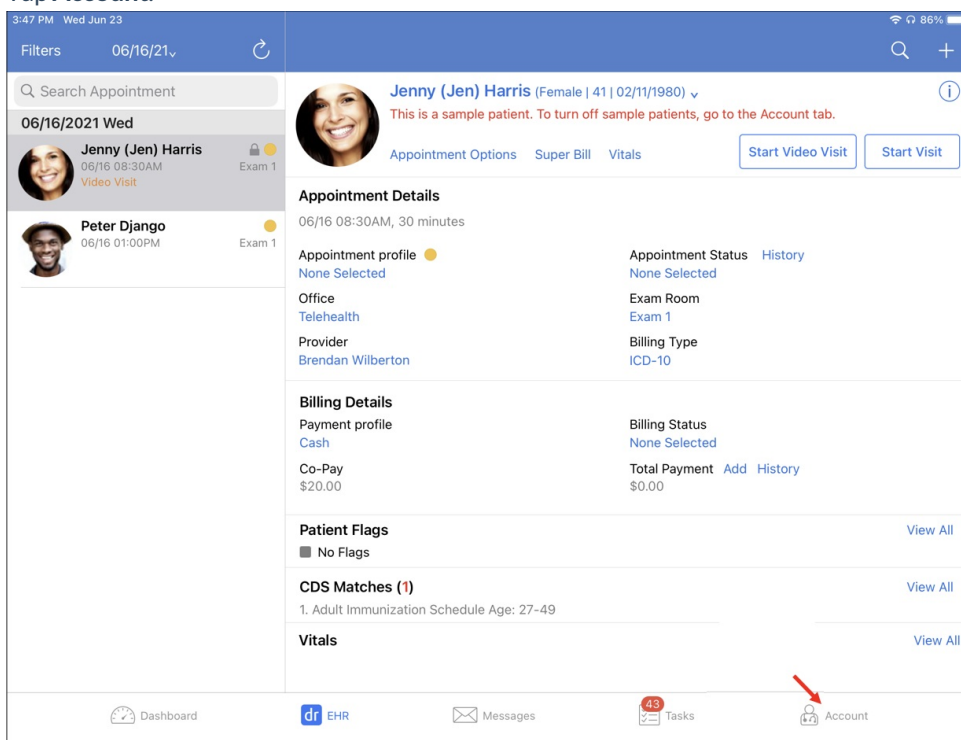 Tap Account.
3:47 PM Wed Jun 23
86%
Filters 06/16/21
Search Appointment
06/16/2021 Wed
Jenny (Jen) Harris
06/16 08:30AM Exam 1
Video Visit
Peter Django
06/16 01:00PM Exam 1
Jenny (Jen) Harris (Female | 41 | 02/11/1980)
This is a sample patient. To turn off sample patients, go to the Account tab.
Appointment Options Super Bill Vitals Start Video Visit Start Visit
Appointment Details
06/16 08:30AM, 30 minutes
Appointment profile Appointment Status History
None Selected None Selected
Office Exam Room
Telehealth Exam 1
Provider Billing Type
Brendan Wilberton ICD-10
Billing Details
Payment profile Billing Status
Cash None Selected
Co-Pay Total Payment Add History
$20.00 $0.00
Patient Flags View All
No Flags
CDS Matches (1) View All
1. Adult Immunization Schedule Age: 27-49
Vitals View All
Dashboard dr EHR Messages 43 Tasks Account